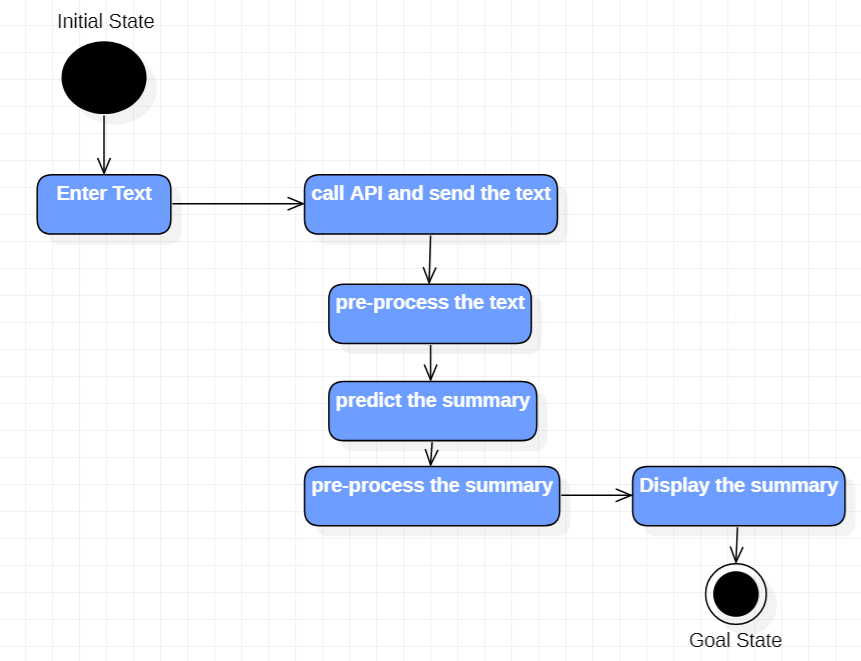 Initial State
Enter Text
call API and send the text
pre-process the text
predict the summary
pre-process the summary
Display the summary
Goal State